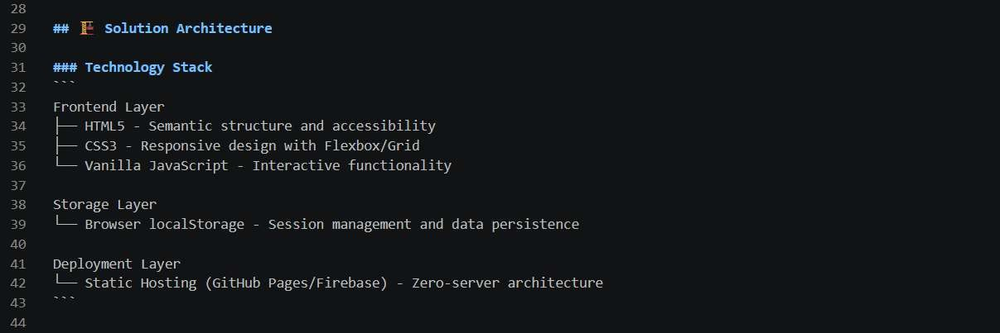 28
29 ## 🏗️ Solution Architecture
30
31 ### Technology Stack
32 ```
33 Frontend Layer
34 ├── HTML5 - Semantic structure and accessibility
35 ├── CSS3 - Responsive design with Flexbox/Grid
36 └── Vanilla JavaScript - Interactive functionality
37
38 Storage Layer
39 └── Browser localStorage - Session management and data persistence
40
41 Deployment Layer
42 └── Static Hosting (GitHub Pages/Firebase) - Zero-server architecture
43 ```
44